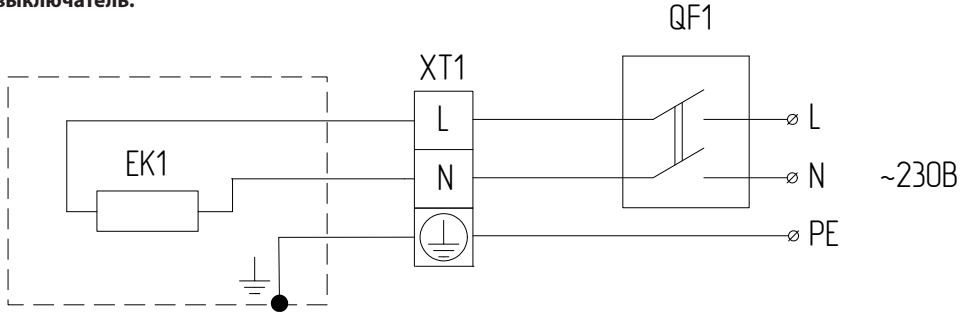 выключатель.
QF1
XT1
L
L
EK1
N
N
~230В
PE